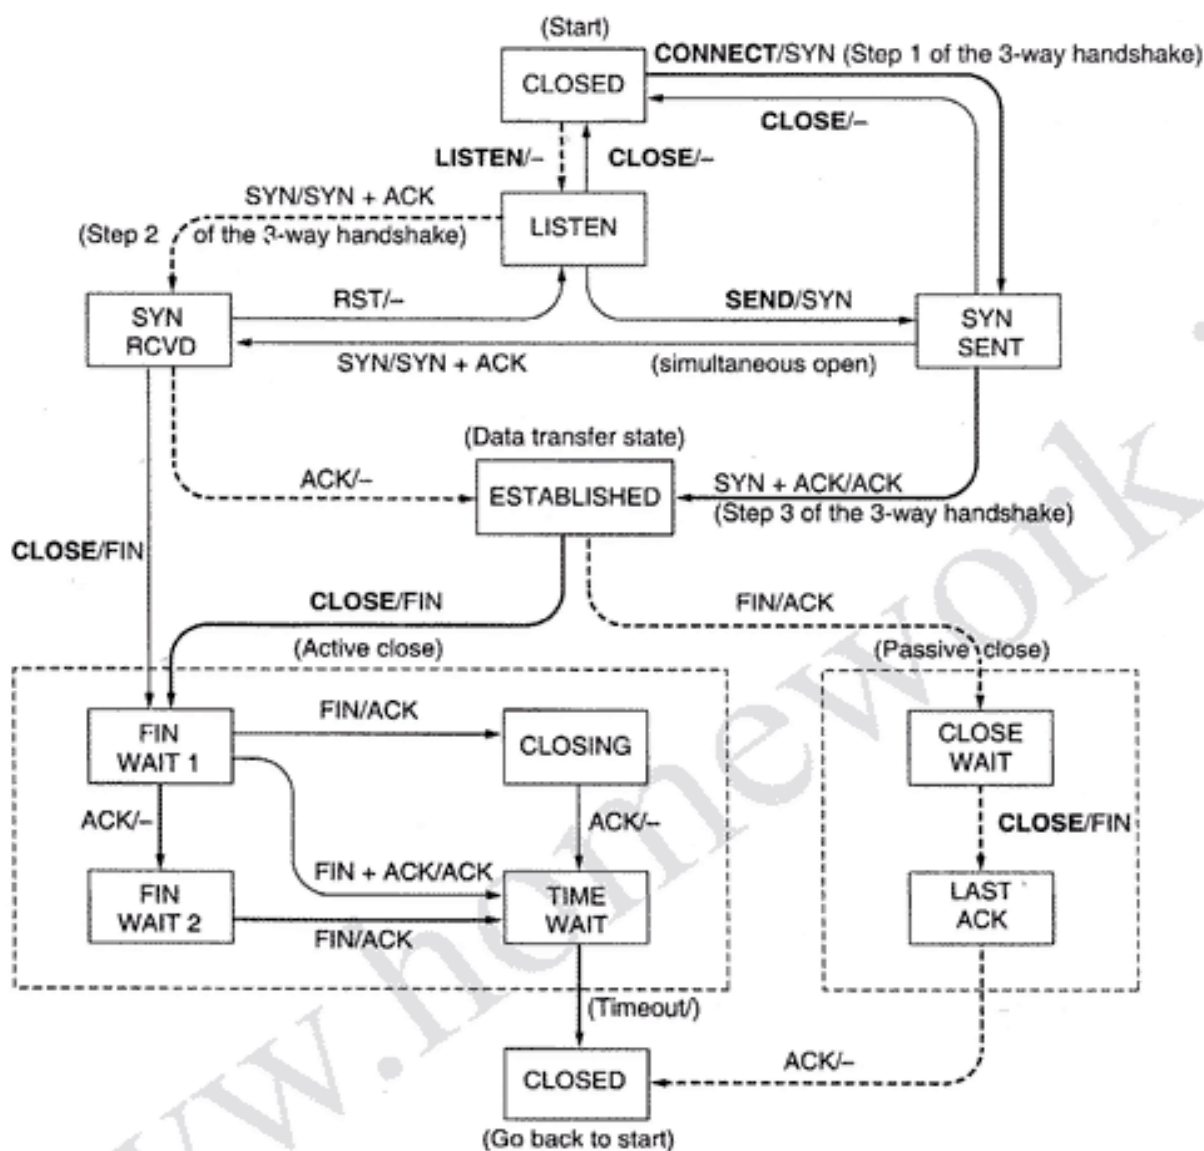 (Start)
CLOSED
CONNECT/SYN (Step 1 of the 3-way handshake)
CLOSE/–
LISTEN/–
CLOSE/–
SYN/SYN + ACK
(Step 2 of the 3-way handshake)
LISTEN
RST/–
SEND/SYN
SYN
RCVD
SYN
SENT
SYN/SYN + ACK
(simultaneous open)
(Data transfer state)
ACK/–
ESTABLISHED
SYN + ACK/ACK
(Step 3 of the 3-way handshake)
CLOSE/FIN
CLOSE/FIN
FIN/ACK
(Active close)
(Passive close)
FIN
WAIT 1
FIN/ACK
CLOSING
CLOSE
WAIT
ACK/–
ACK/–
CLOSE/FIN
FIN + ACK/ACK
FIN
WAIT 2
FIN/ACK
TIME
WAIT
LAST
ACK
(Timeout/)
CLOSED
ACK/–
(Go back to start)
w.homework.